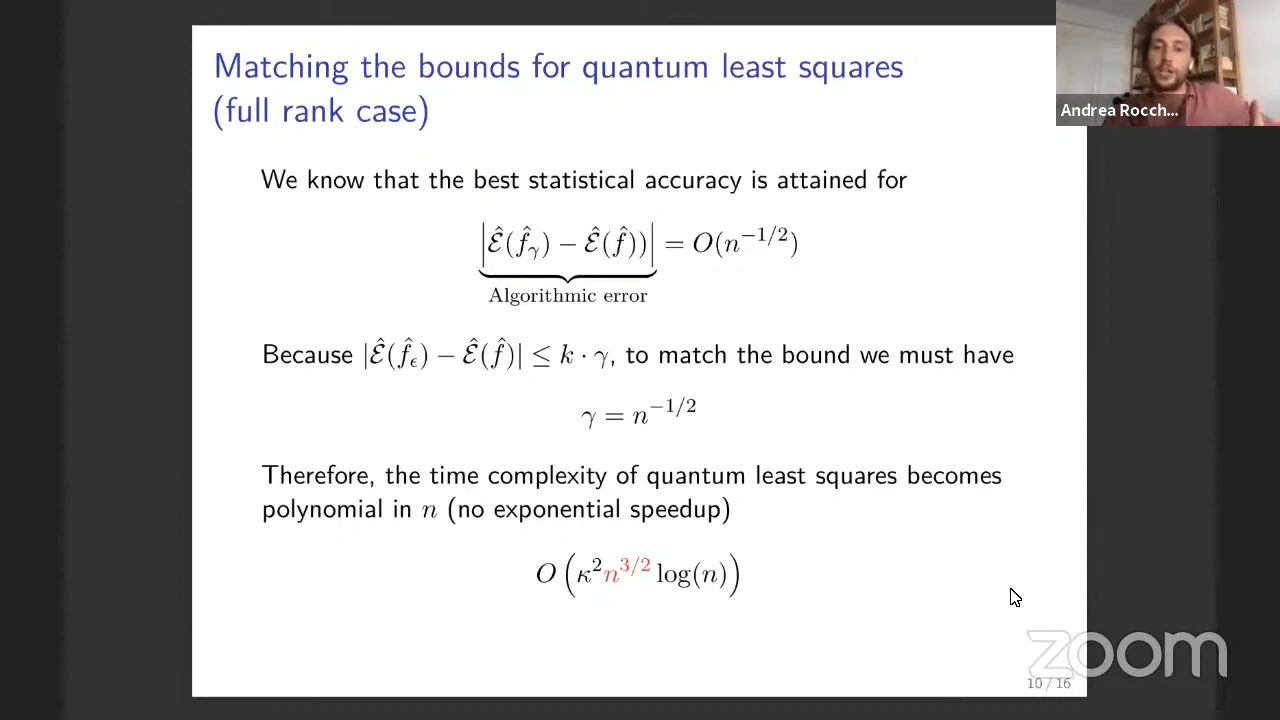 Matching the bounds for quantum least squares
(full rank case)
Andrea Rocch...
We know that the best statistical accuracy is attained for
|Ê(f̂_γ) − Ê(f̂))| = O(n^{−1/2})
Algorithmic error
Because |Ê(f̂_ϵ) − Ê(f̂)| ≤ k · γ, to match the bound we must have
γ = n^{−1/2}
Therefore, the time complexity of quantum least squares becomes
polynomial in n (no exponential speedup)
O(κ²n^{3/2} log(n))
zoom
10 / 16